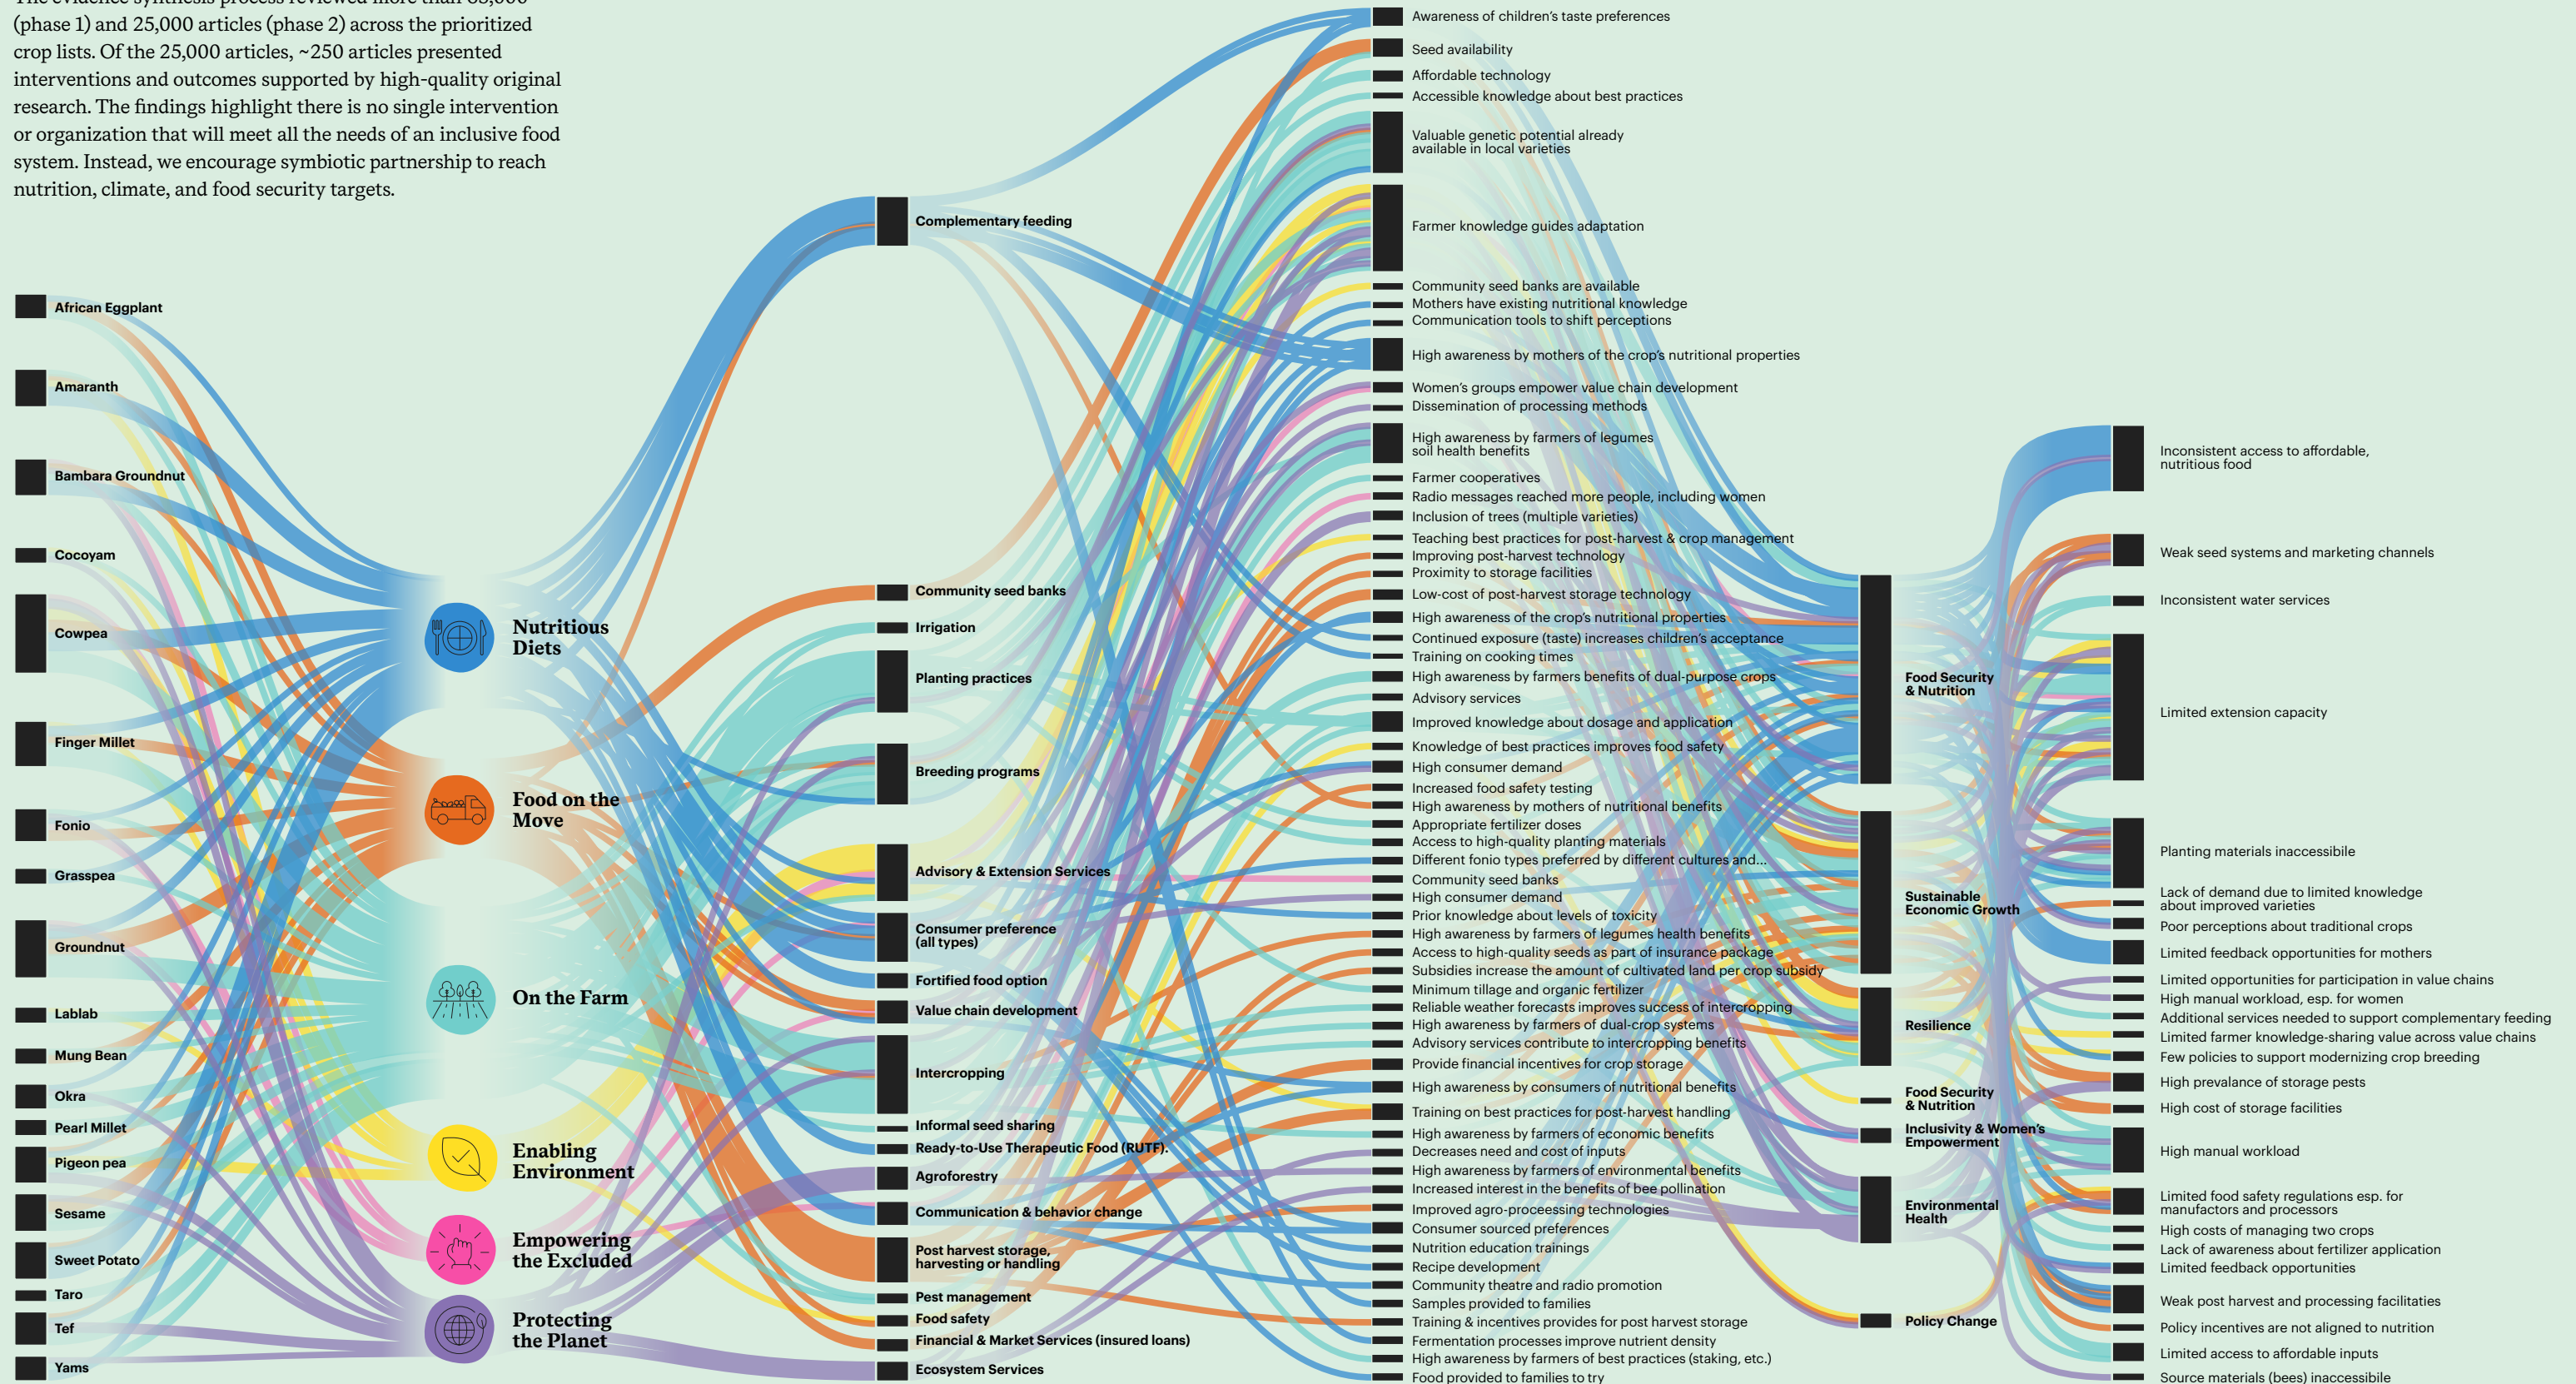 (phase 1) and 25,000 articles (phase 2) across the prioritized
crop lists. Of the 25,000 articles, ~250 articles presented
interventions and outcomes supported by high-quality original
research. The findings highlight there is no single intervention
or organization that will meet all the needs of an inclusive food
system. Instead, we encourage symbiotic partnership to reach
nutrition, climate, and food security targets.
African Eggplant
Amaranth
Bambara Groundnut
Cocoyam
Cowpea
Finger Millet
Fonio
Grasspea
Groundnut
Lablab
Mung Bean
Okra
Pearl Millet
Pigeon pea
Sesame
Sweet Potato
Taro
Tef
Yams
Nutritious
Diets
Food on the
Move
On the Farm
Enabling
Environment
Empowering
the Excluded
Protecting
the Planet
Complementary feeding
Community seed banks
Irrigation
Planting practices
Breeding programs
Advisory & Extension Services
Consumer preference
(all types)
Fortified food option
Value chain development
Intercropping
Informal seed sharing
Ready-to-Use Therapeutic Food (RUTF).
Agroforestry
Communication & behavior change
Post harvest storage,
harvesting or handling
Pest management
Food safety
Financial & Market Services (insured loans)
Ecosystem Services
Awareness of children's taste preferences
Seed availability
Affordable technology
Accessible knowledge about best practices
Valuable genetic potential already
available in local varieties
Farmer knowledge guides adaptation
Community seed banks are available
Mothers have existing nutritional knowledge
Communication tools to shift perceptions
High awareness by mothers of the crop's nutritional properties
Women's groups empower value chain development
Dissemination of processing methods
High awareness by farmers of legumes
soil health benefits
Farmer cooperatives
Radio messages reached more people, including women
Inclusion of trees (multiple varieties)
Teaching best practices for post-harvest & crop management
Improving post-harvest technology
Proximity to storage facilities
Low-cost of post-harvest storage technology
High awareness of the crop's nutritional properties
Continued exposure (taste) increases children's acceptance
Training on cooking times
High awareness by farmers benefits of dual-purpose crops
Advisory services
Improved knowledge about dosage and application
Knowledge of best practices improves food safety
High consumer demand
Increased food safety testing
High awareness by mothers of nutritional benefits
Appropriate fertilizer doses
Access to high-quality planting materials
Different fonio types preferred by different cultures and...
Community seed banks
High consumer demand
Prior knowledge about levels of toxicity
High awareness by farmers of legumes health benefits
Access to high-quality seeds as part of insurance package
Subsidies increase the amount of cultivated land per crop subsidy
Minimum tillage and organic fertilizer
Reliable weather forecasts improves success of intercropping
High awareness by farmers of dual-crop systems
Advisory services contribute to intercropping benefits
Provide financial incentives for crop storage
High awareness by consumers of nutritional benefits
Training on best practices for post-harvest handling
High awareness by farmers of economic benefits
Decreases need and cost of inputs
High awareness by farmers of environmental benefits
Increased interest in the benefits of bee pollination
Improved agro-proceessing technologies
Consumer sourced preferences
Nutrition education trainings
Recipe development
Community theatre and radio promotion
Samples provided to families
Training & incentives provides for post harvest storage
Fermentation processes improve nutrient density
High awareness by farmers of best practices (staking, etc.)
Food provided to families to try
Food Security
& Nutrition
Sustainable
Economic Growth
Resilience
Food Security
& Nutrition
Inclusivity & Women's
Empowerment
Environmental
Health
Policy Change
Inconsistent access to affordable,
nutritious food
Weak seed systems and marketing channels
Inconsistent water services
Limited extension capacity
Planting materials inaccessibile
Lack of demand due to limited knowledge
about improved varieties
Poor perceptions about traditional crops
Limited feedback opportunities for mothers
Limited opportunities for participation in value chains
High manual workload, esp. for women
Additional services needed to support complementary feeding
Limited farmer knowledge-sharing value across value chains
Few policies to support modernizing crop breeding
High prevalance of storage pests
High cost of storage facilities
High manual workload
Limited food safety regulations esp. for
manufactors and processors
High costs of managing two crops
Lack of awareness about fertilizer application
Limited feedback opportunities
Weak post harvest and processing facilitaties
Policy incentives are not aligned to nutrition
Limited access to affordable inputs
Source materials (bees) inaccessibile